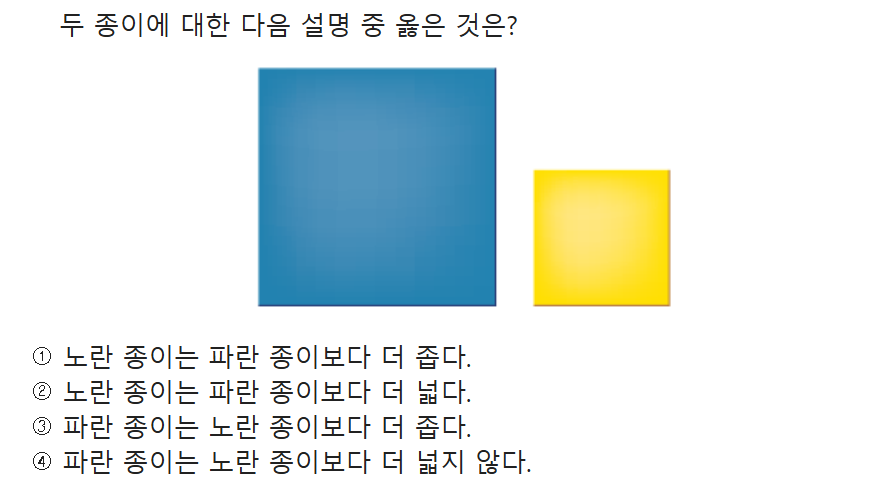 두 종이에 대한 다음 설명 중 옳은 것은?
① 노란 종이는 파란 종이보다 더 좁다.
② 노란 종이는 파란 종이보다 더 넓다.
③ 파란 종이는 노란 종이보다 더 좁다.
④ 파란 종이는 노란 종이보다 더 넓지 않다.